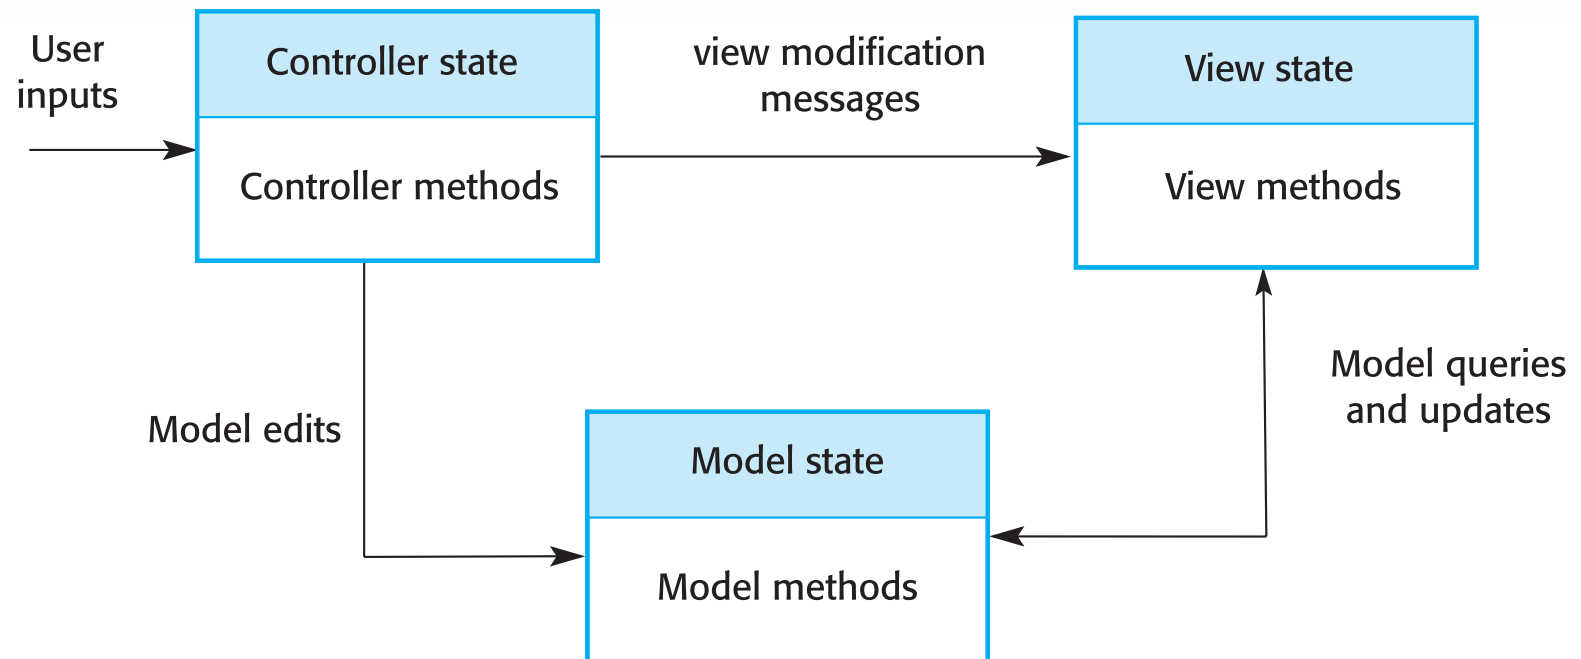 User
inputs
Controller state
Controller methods
view modification
messages
View state
View methods
Model edits
Model state
Model methods
Model queries
and updates